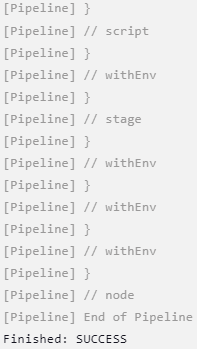 [Pipeline] }
[Pipeline] // script
[Pipeline] }
[Pipeline] // withEnv
[Pipeline] }
[Pipeline] // stage
[Pipeline] }
[Pipeline] // withEnv
[Pipeline] }
[Pipeline] // withEnv
[Pipeline] }
[Pipeline] // withEnv
[Pipeline] }
[Pipeline] // node
[Pipeline] End of Pipeline
Finished: SUCCESS